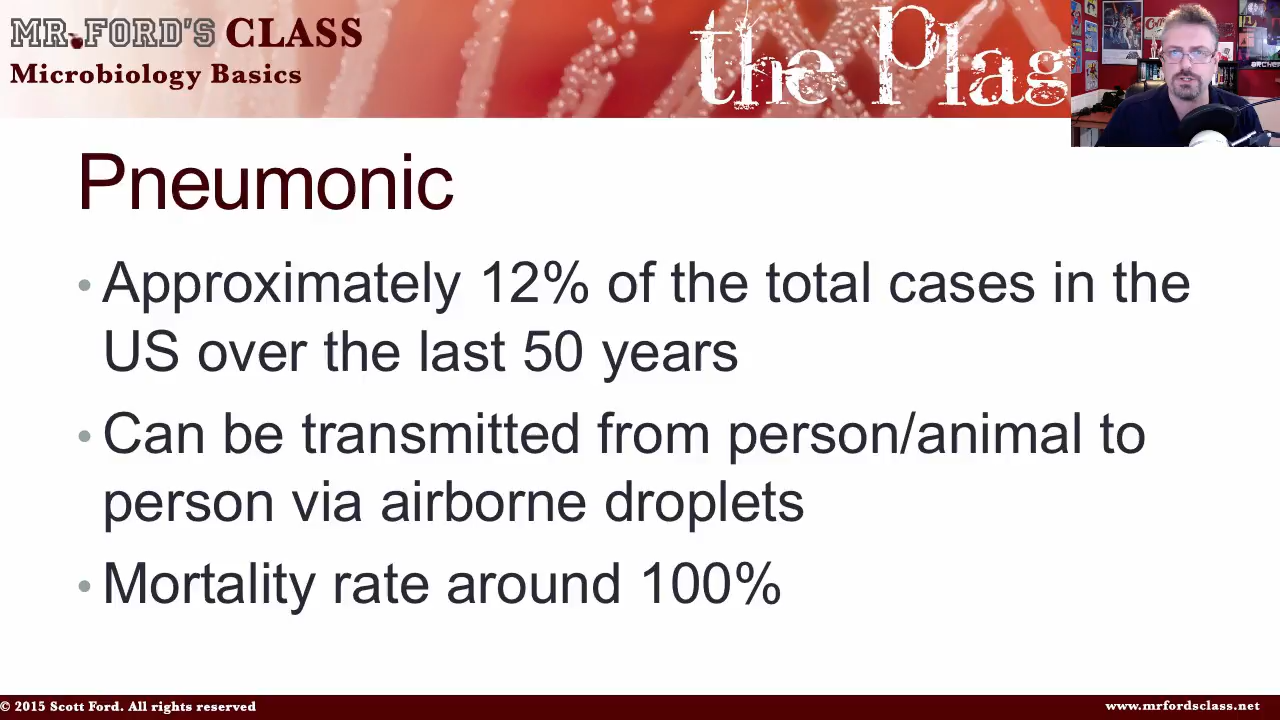 MR.FORD'S CLASS
Microbiology Basics
the Plag
Pneumonic
• Approximately 12% of the total cases in the
US over the last 50 years
• Can be transmitted from person/animal to
person via airborne droplets
• Mortality rate around 100%
© 2015 Scott Ford. All rights reserved
www.mrfordsclass.net